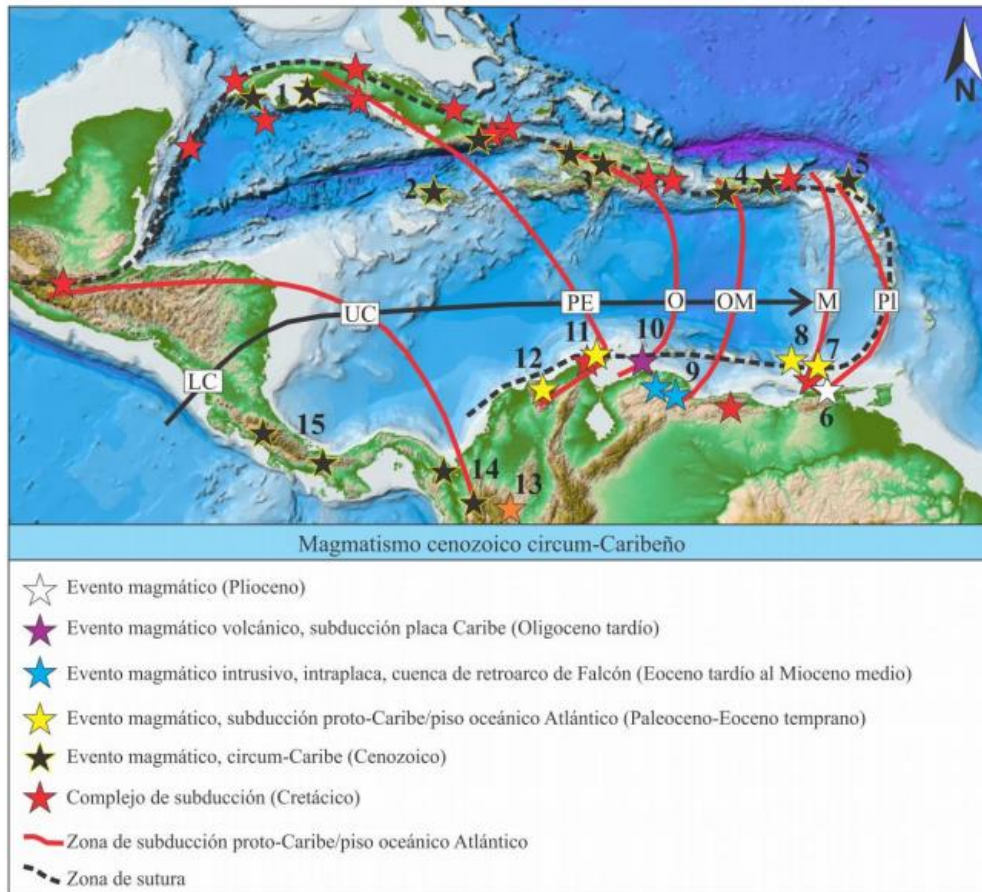 N
1
2
3
4
5
UC
PE
O
OM
M
Pl
LC
12
11
10
9
8
7
6
15
14
13
Magmatismo cenozoico circum-Caribeño
Evento magmático (Plioceno)
Evento magmático volcánico, subducción placa Caribe (Oligoceno tardío)
Evento magmático intrusivo, intraplaca, cuenca de retroarco de Falcón (Eoceno tardío al Mioceno medio)
Evento magmático, subducción proto-Caribe/piso oceánico Atlántico (Paleoceno-Eoceno temprano)
Evento magmático, circum-Caribe (Cenozoico)
Complejo de subducción (Cretácico)
Zona de subducción proto-Caribe/piso oceánico Atlántico
Zona de sutura